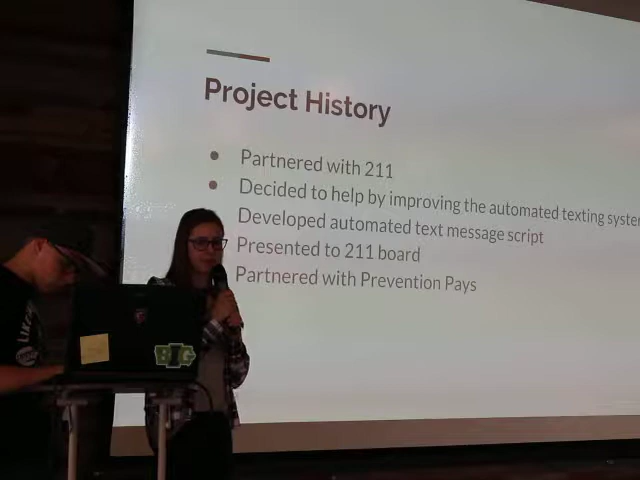 Project History
Partnered with 211
Decided to help by improving the automated texting
Developed automated text message script
Presented to 211 board
Partnered with Prevention Pays
BIG